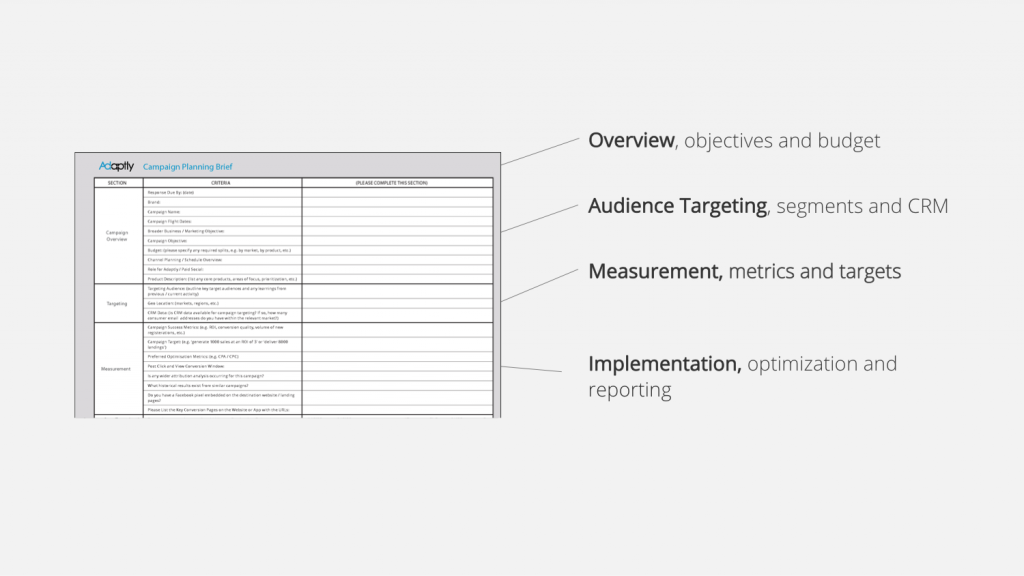 Adaptly Campaign Planning Brief
SECTION CRITERIA (PLEASE COMPLETE THIS SECTION)
Campaign
Overview
Response Due By: (date)
Brand:
Campaign Name:
Campaign Flight Dates:
Broader Business / Marketing Objective:
Campaign Objective:
Budget: (please specify any required splits, e.g. by market, by product, etc.)
Channel Planning / Schedule Overview:
Role for Adaptly / Paid Social:
Product Description: (list any core products, areas of focus, prioritization, etc.)
Targeting
Targeting Audience: (outline key target audiences and any learnings from
previous / current activity)
Geo Location: (markets, regions, etc.)
CRM Data: (Is CRM data available for campaign targeting? If so, how many
consumer email addresses do you have within the relevant market?)
Measurement
Campaign Success Metrics: (e.g. ROI, conversion quality, volume of new
registrations, etc.)
Campaign Target: (e.g. 'generate 1000 sales at an ROI of 3' or 'deliver 8000
landings')
Preferred Optimisation Metrics: (e.g. CPA / CPC)
Post Click and View Conversion Window:
Is any wider attribution analysis occurring for this campaign?
What historical results exist from similar campaigns?
Do you have a Facebook pixel embedded on the destination website / landing
pages?
Please List the Key Conversion Pages on the Website or App with the URLs:
Overview, objectives and budget
Audience Targeting, segments and CRM
Measurement, metrics and targets
Implementation, optimization and
reporting